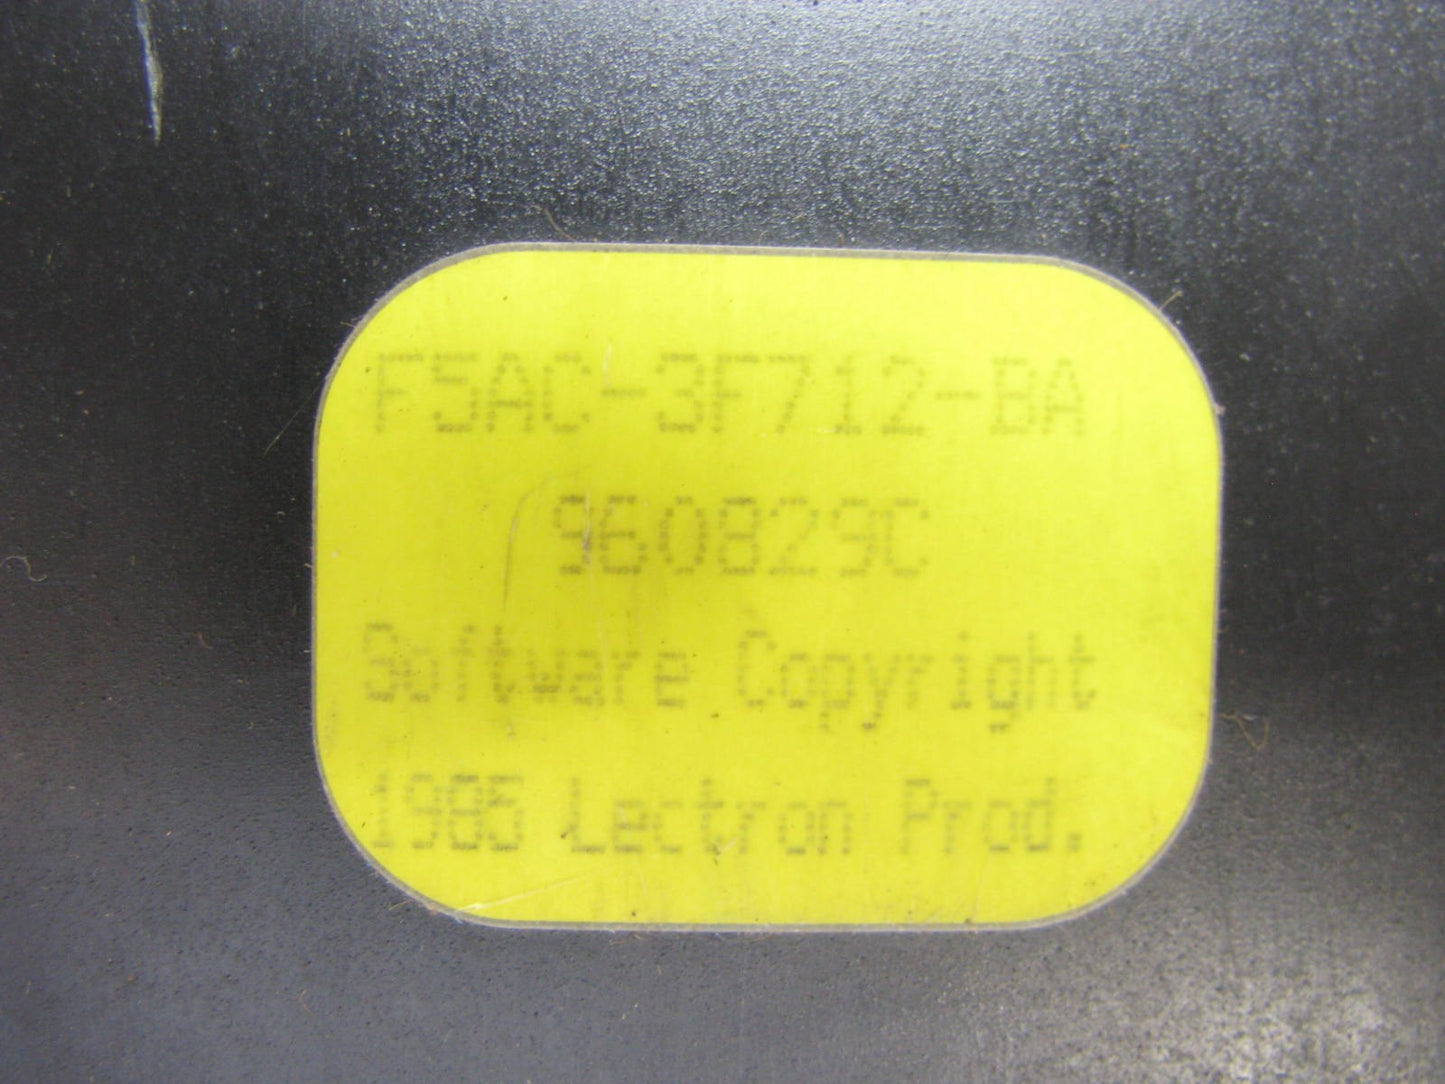 F5AC-3F712-BA
960829C
Software Copyright
1985 Lectron Prod.